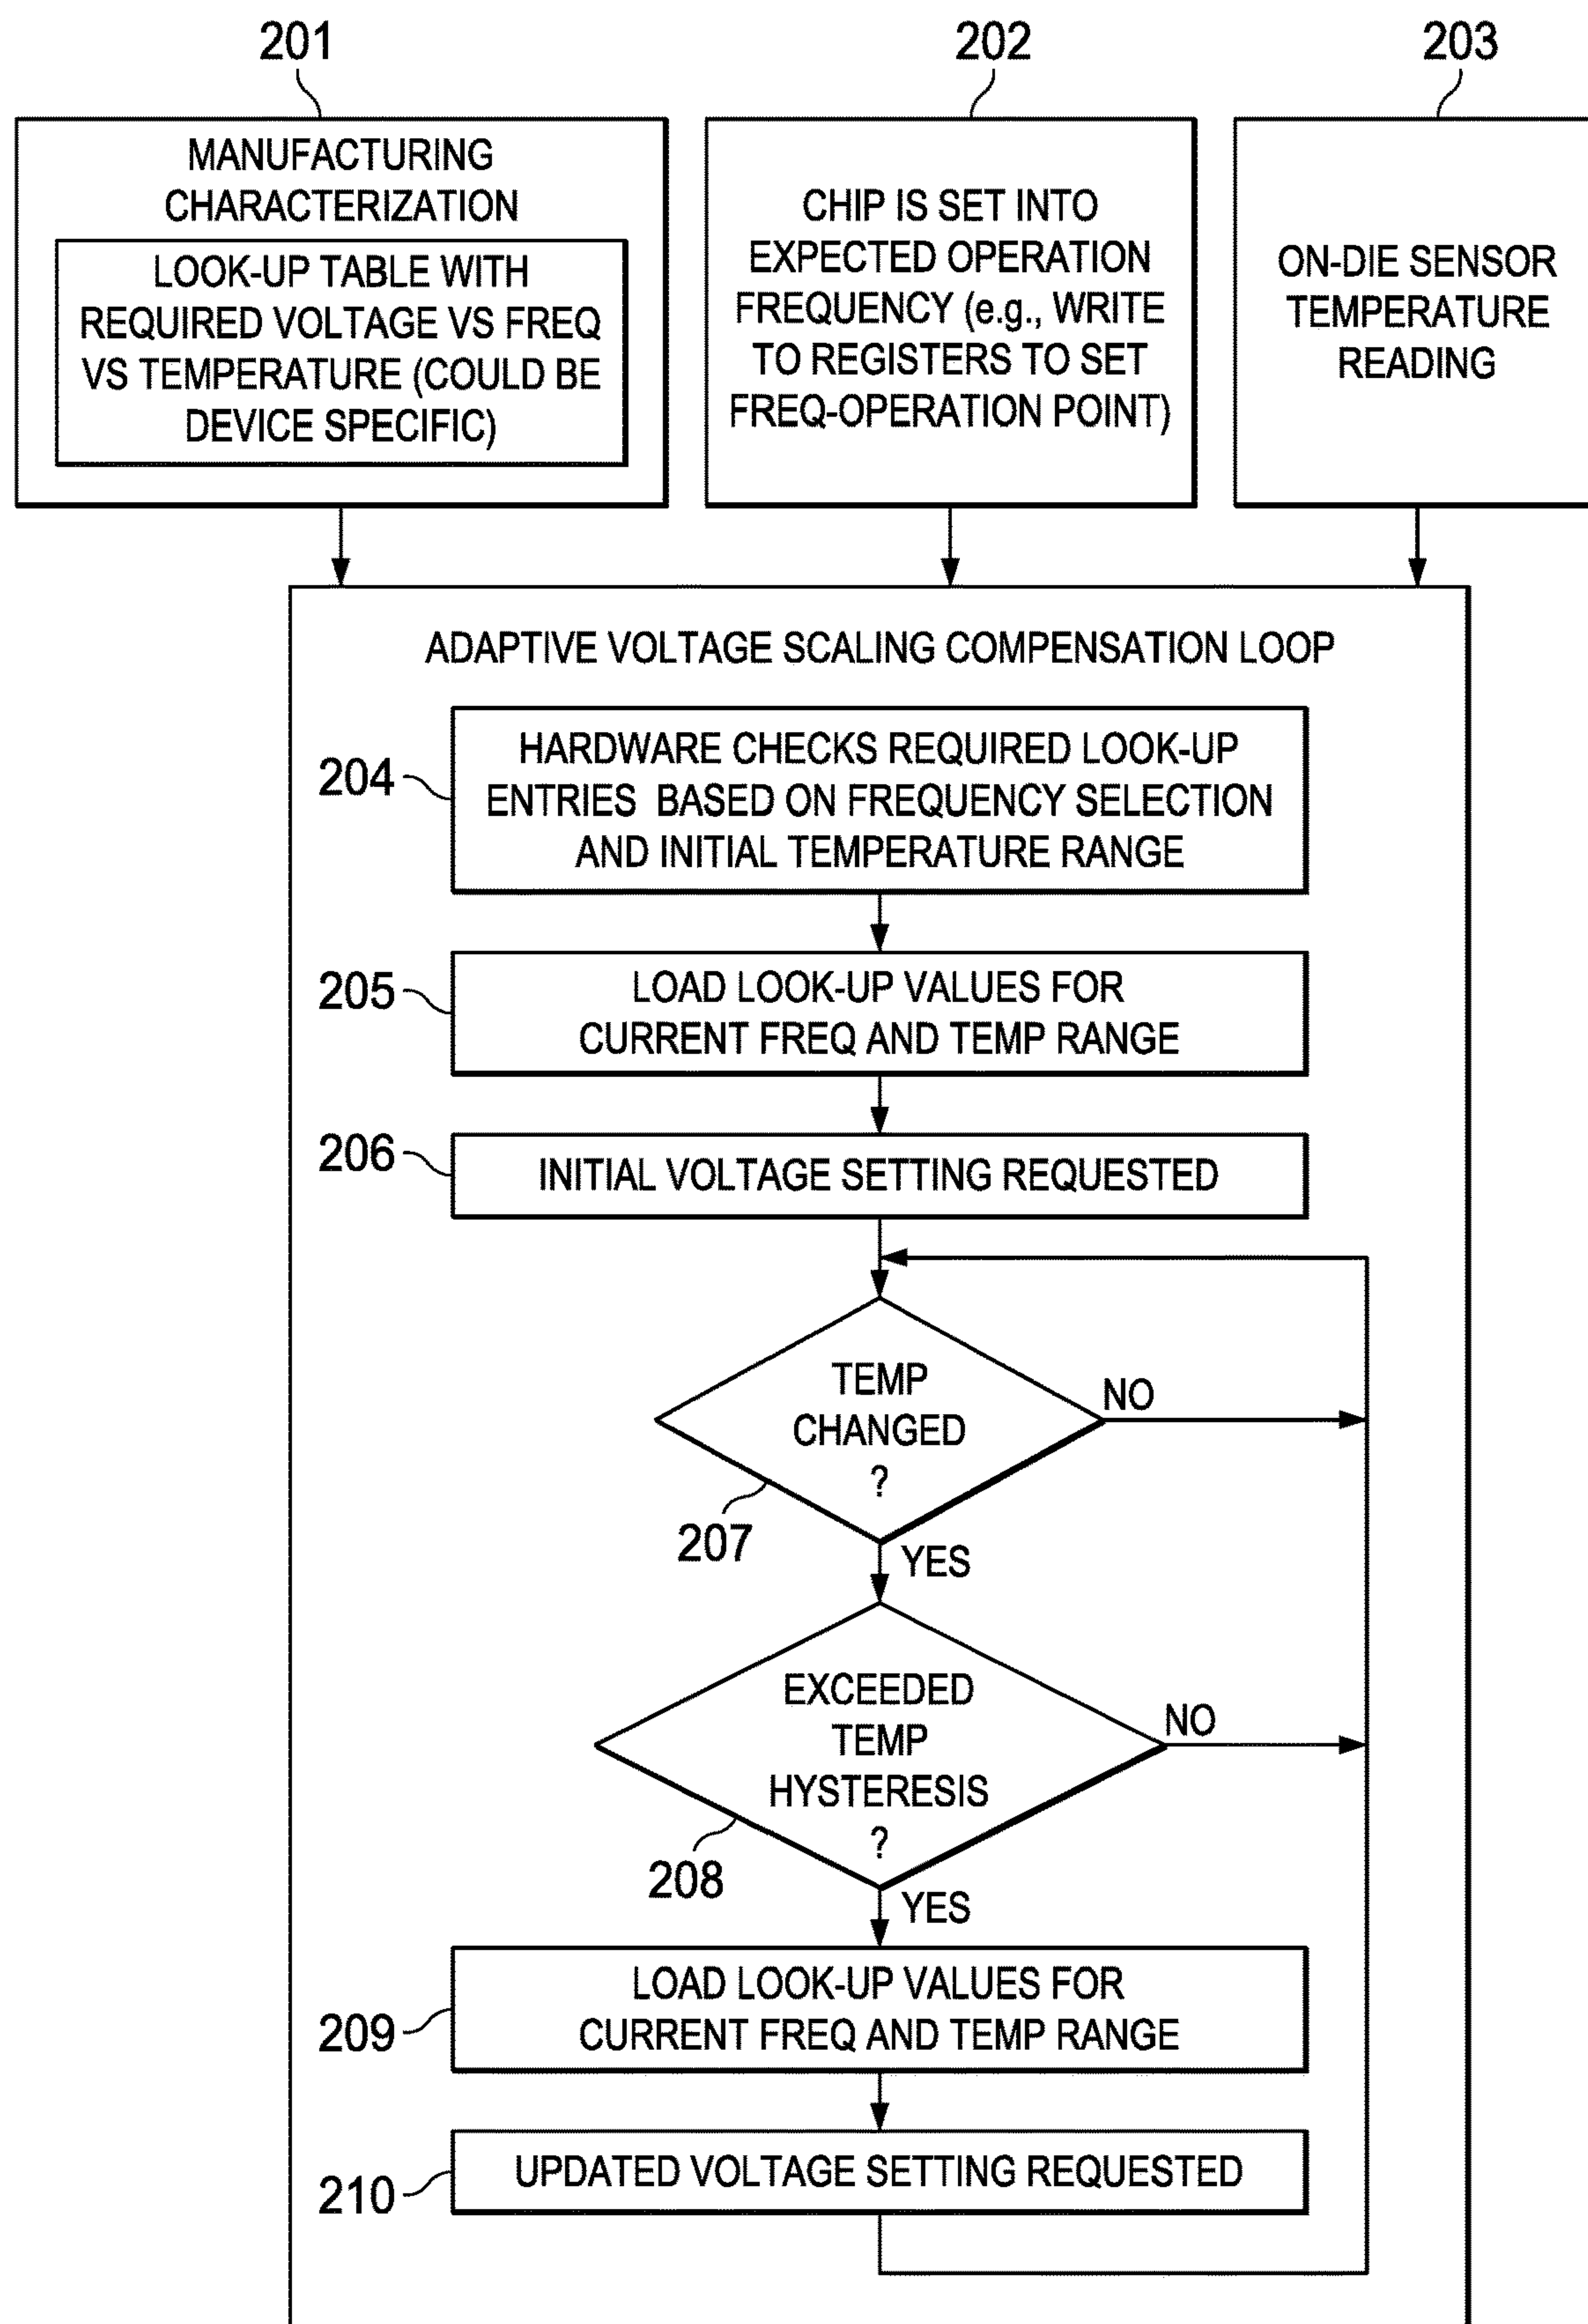 201
202
203
MANUFACTURING
CHARACTERIZATION
LOOK-UP TABLE WITH
REQUIRED VOLTAGE VS FREQ
VS TEMPERATURE (COULD BE
DEVICE SPECIFIC)
CHIP IS SET INTO
EXPECTED OPERATION
FREQUENCY (e.g., WRITE
TO REGISTERS TO SET
FREQ-OPERATION POINT)
ON-DIE SENSOR
TEMPERATURE
READING
ADAPTIVE VOLTAGE SCALING COMPENSATION LOOP
204
HARDWARE CHECKS REQUIRED LOOK-UP
ENTRIES BASED ON FREQUENCY SELECTION
AND INITIAL TEMPERATURE RANGE
205
LOAD LOOK-UP VALUES FOR
CURRENT FREQ AND TEMP RANGE
206
INITIAL VOLTAGE SETTING REQUESTED
TEMP
CHANGED
?
NO
207
YES
EXCEEDED
TEMP
HYSTERESIS
?
NO
208
YES
209
LOAD LOOK-UP VALUES FOR
CURRENT FREQ AND TEMP RANGE
210
UPDATED VOLTAGE SETTING REQUESTED